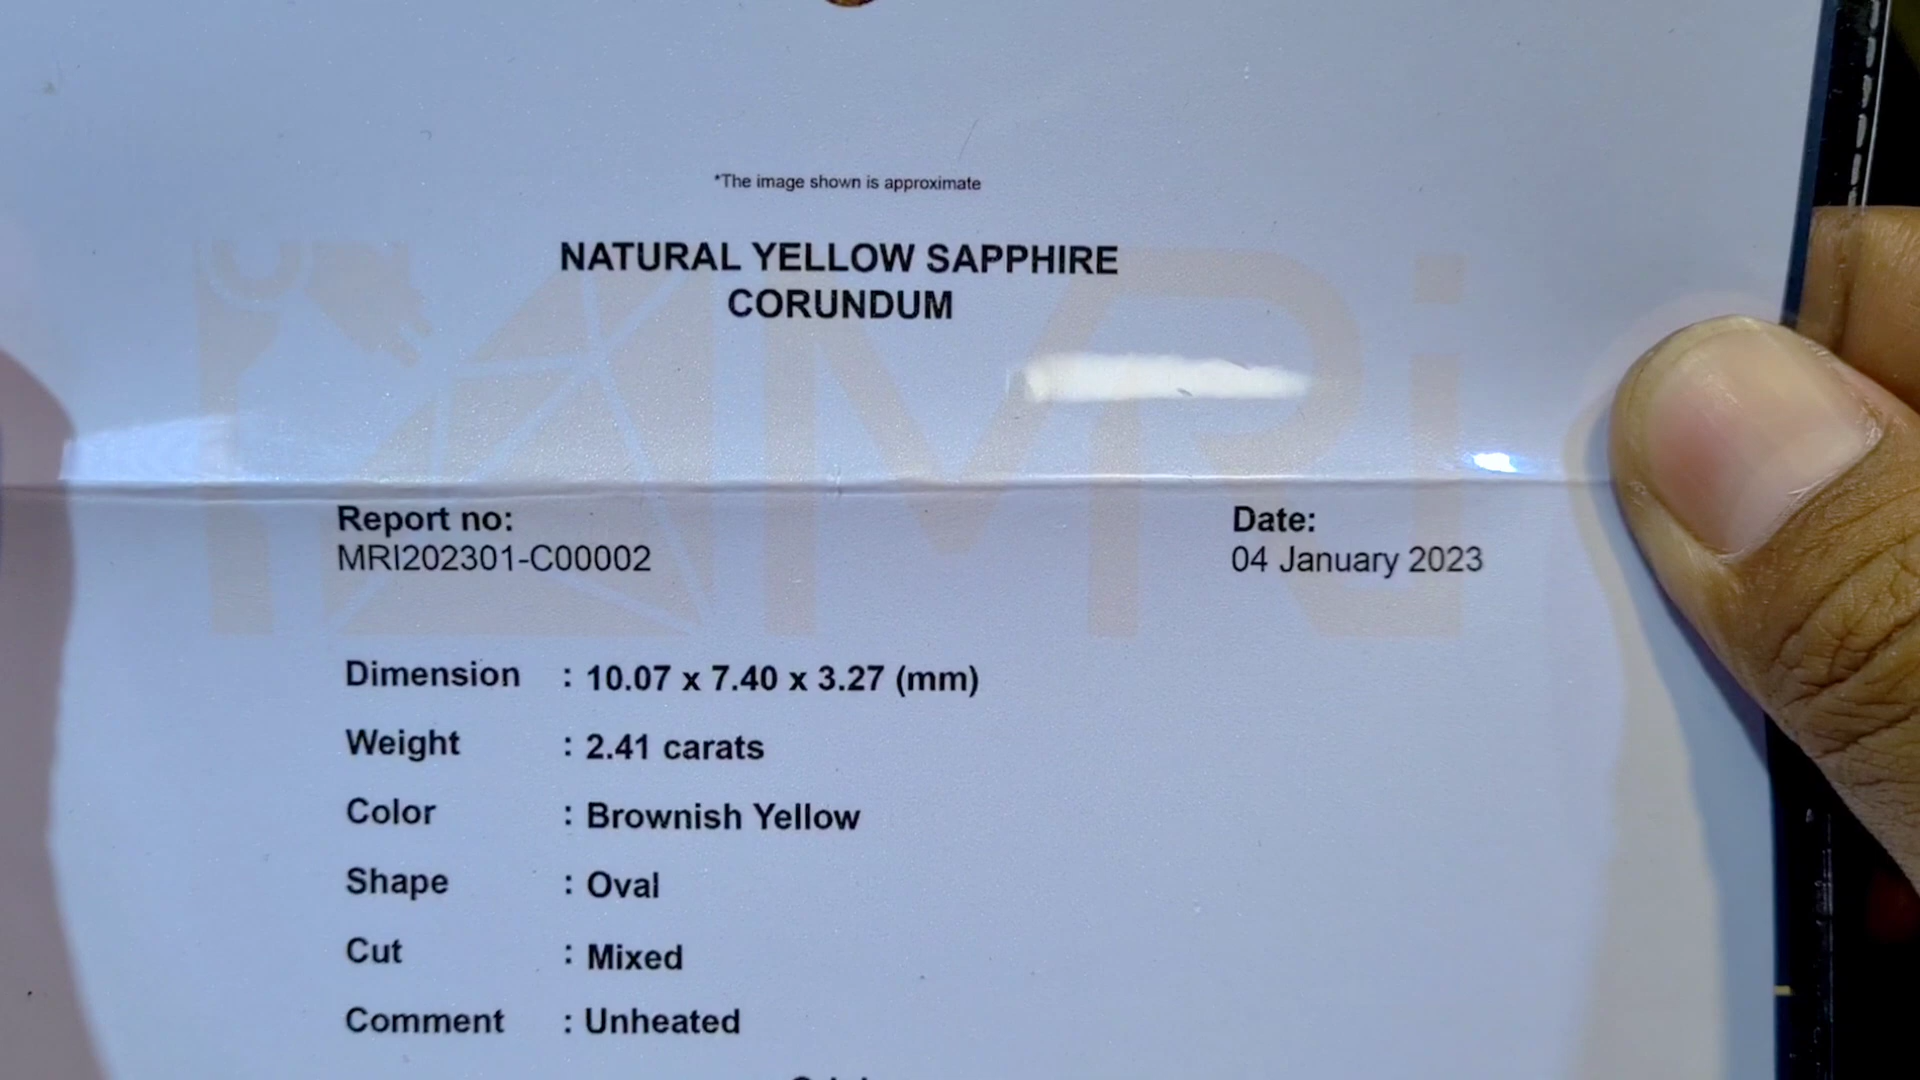 *The image shown is approximate
NATURAL YELLOW SAPPHIRE
CORUNDUM
MRi
Report no:
MRI202301-C00002
Date:
04 January 2023
Dimension : 10.07 x 7.40 x 3.27 (mm)
Weight : 2.41 carats
Color : Brownish Yellow
Shape : Oval
Cut : Mixed
Comment : Unheated